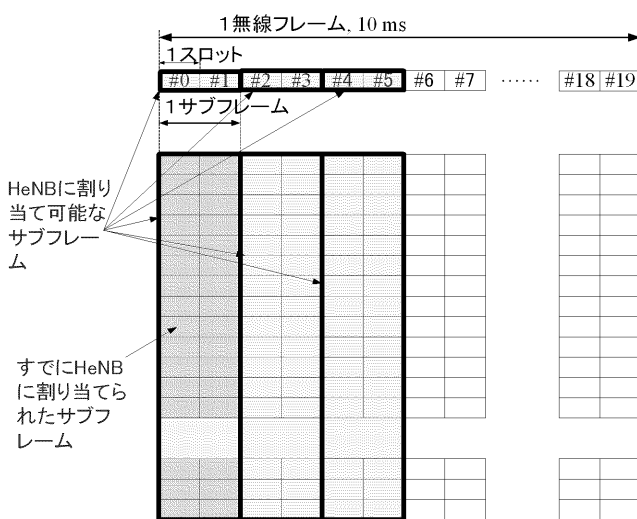 1無線フレーム, 10 ms
1スロット
#0 #1 #2 #3 #4 #5 #6 #7 ······ #18 #19
1サブフレーム
HeNBに割り
当て可能な
サブフレー
ム
すでにHeNB
に割り当てら
れたサブフ
レーム